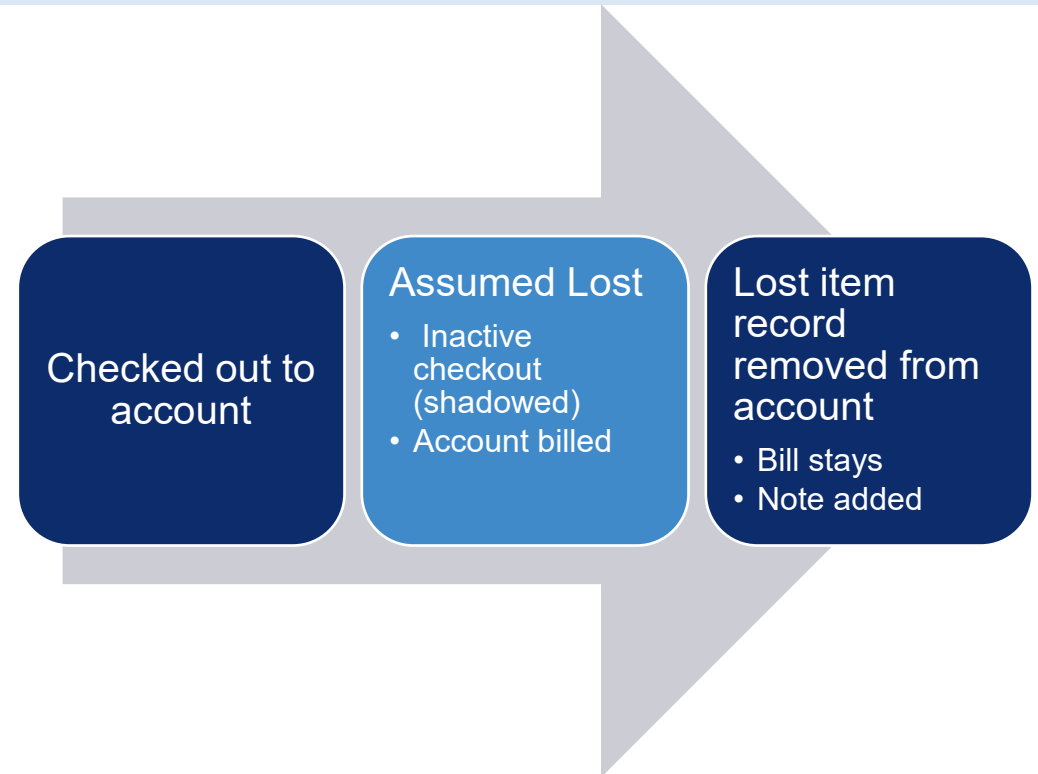 Checked out to
account
Assumed Lost
• Inactive
checkout
(shadowed)
• Account billed
Lost item
record
removed from
account
• Bill stays
• Note added